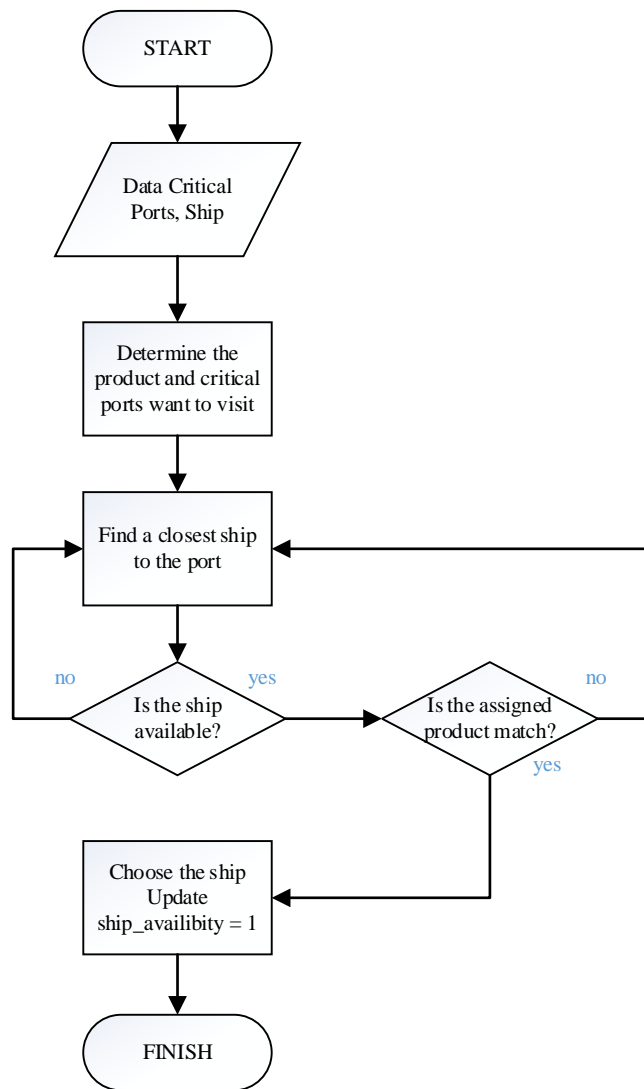 START
Data Critical
Ports, Ship
Determine the
product and critical
ports want to visit
Find a closest ship
to the port
no
yes
Is the ship
available?
Is the assigned
product match?
no
yes
Choose the ship
Update
ship_availibity = 1
FINISH